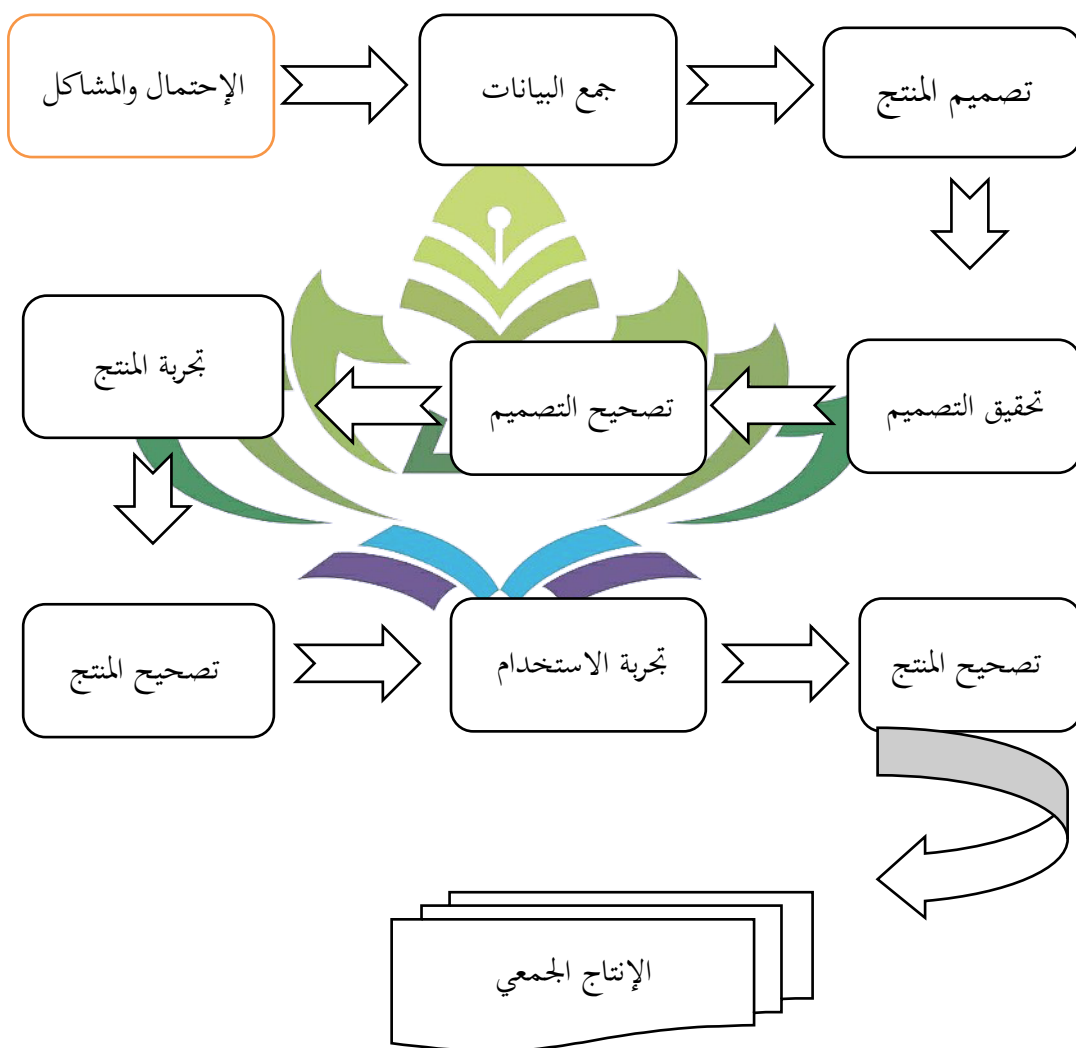 الإحتمال والمشاكل
جمع البيانات
تصميم المنتج
تحقيق التصميم
تصحيح التصميم
تجربة المنتج
تصحيح المنتج
تجربة الاستخدام
تصحيح المنتج
الإنتاج الجمعي